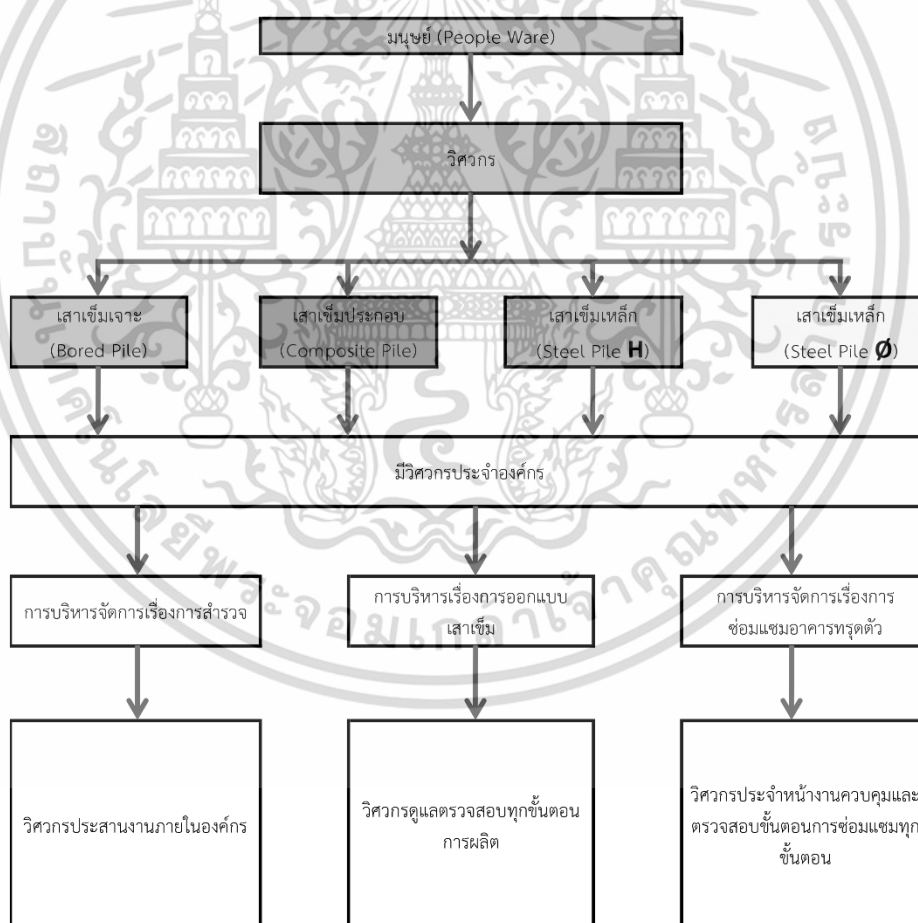 มนุษย์ (People Ware)
วิศวกร
เสาเข็มเจาะ
(Bored Pile)
เสาเข็มประกอบ
(Composite Pile)
เสาเข็มเหล็ก
(Steel Pile H)
เสาเข็มเหล็ก
(Steel Pile Ø)
มีวิศวกรประจำองค์กร
การบริหารจัดการเรื่องการสำรวจ
การบริหารเรื่องการออกแบบ
เสาเข็ม
การบริหารจัดการเรื่องการ
ซ่อมแซมอาคารทรุดตัว
วิศวกรประสานงานภายในองค์กร
วิศวกรดูแลตรวจสอบทุกขั้นตอน
การผลิต
วิศวกรประจำหน้างานควบคุมและ
ตรวจสอบขั้นตอนการซ่อมแซมทุก
ขั้นตอน